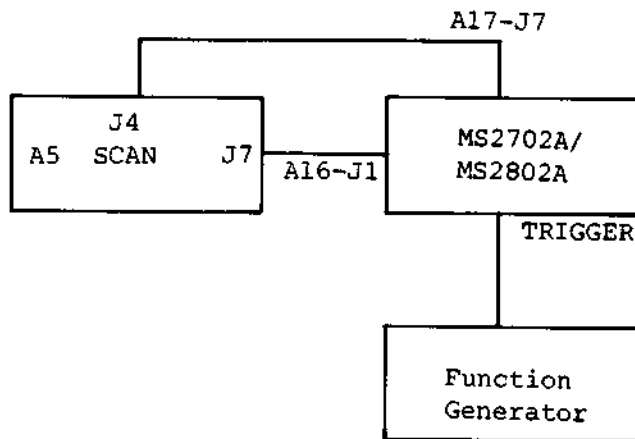 A17-J7
J4
A5 SCAN J7
A16-J1
MS2702A/
MS2802A
TRIGGER
Function
Generator